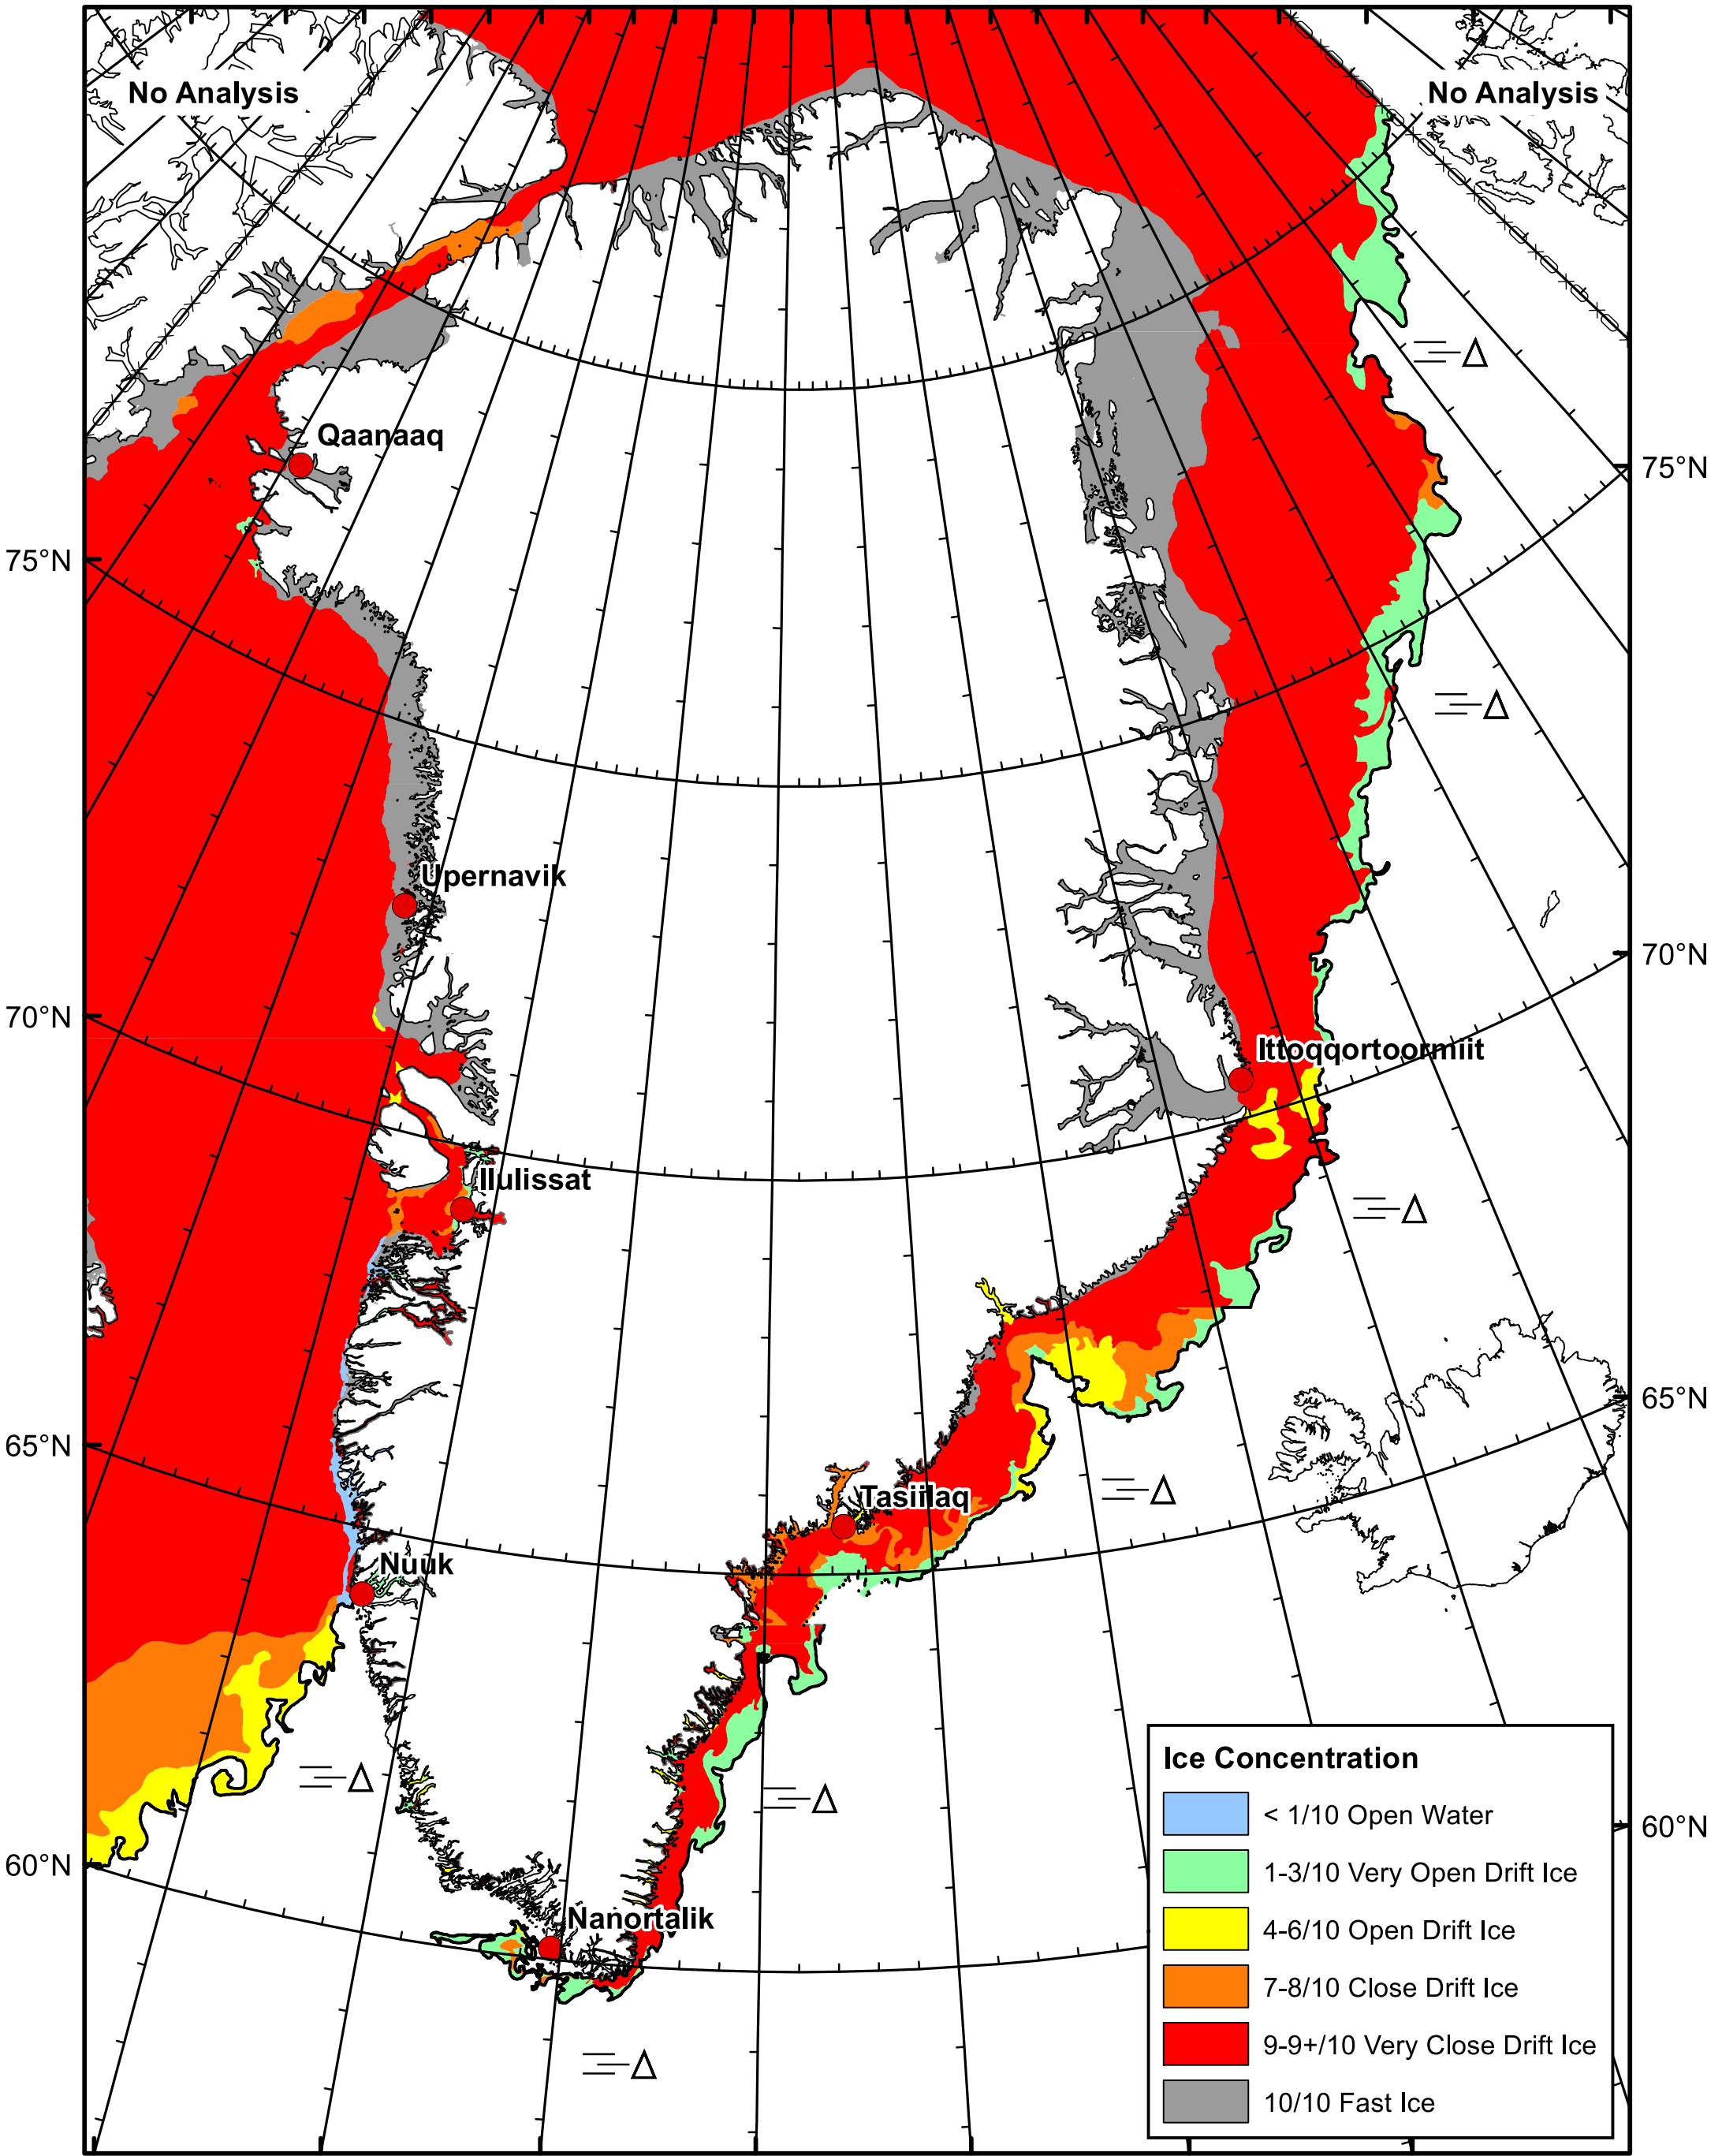 No Analysis
No Analysis
Qaanaaq
75°N
75°N
Upernavik
70°N
70°N
Ittoqqortoormiit
Ilulissat
65°N
65°N
Tasiilaq
Nuuk
60°N
60°N
Nanortalik
Ice Concentration
< 1/10 Open Water
1-3/10 Very Open Drift Ice
4-6/10 Open Drift Ice
7-8/10 Close Drift Ice
9-9+/10 Very Close Drift Ice
10/10 Fast Ice